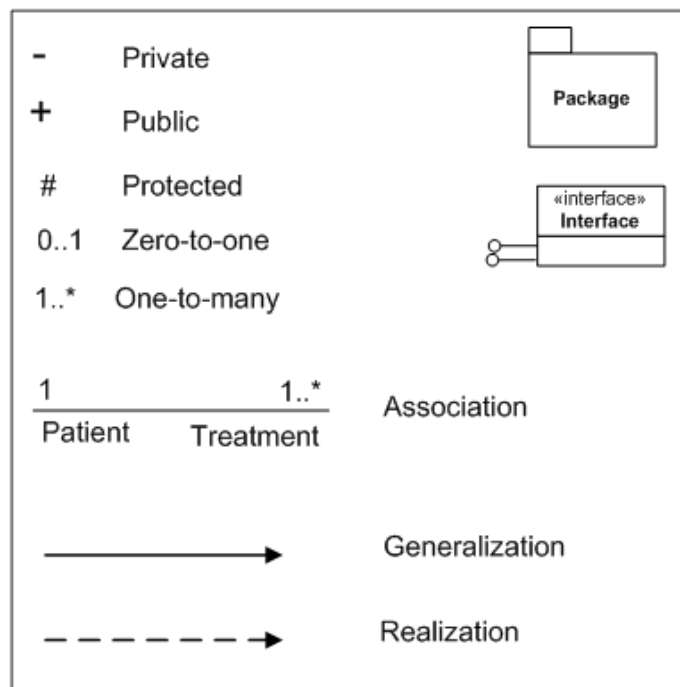 - Private
+ Public
# Protected
0..1 Zero-to-one
1..* One-to-many
Package
«interface»
Interface
1 1..*
Patient Treatment
Association
Generalization
Realization